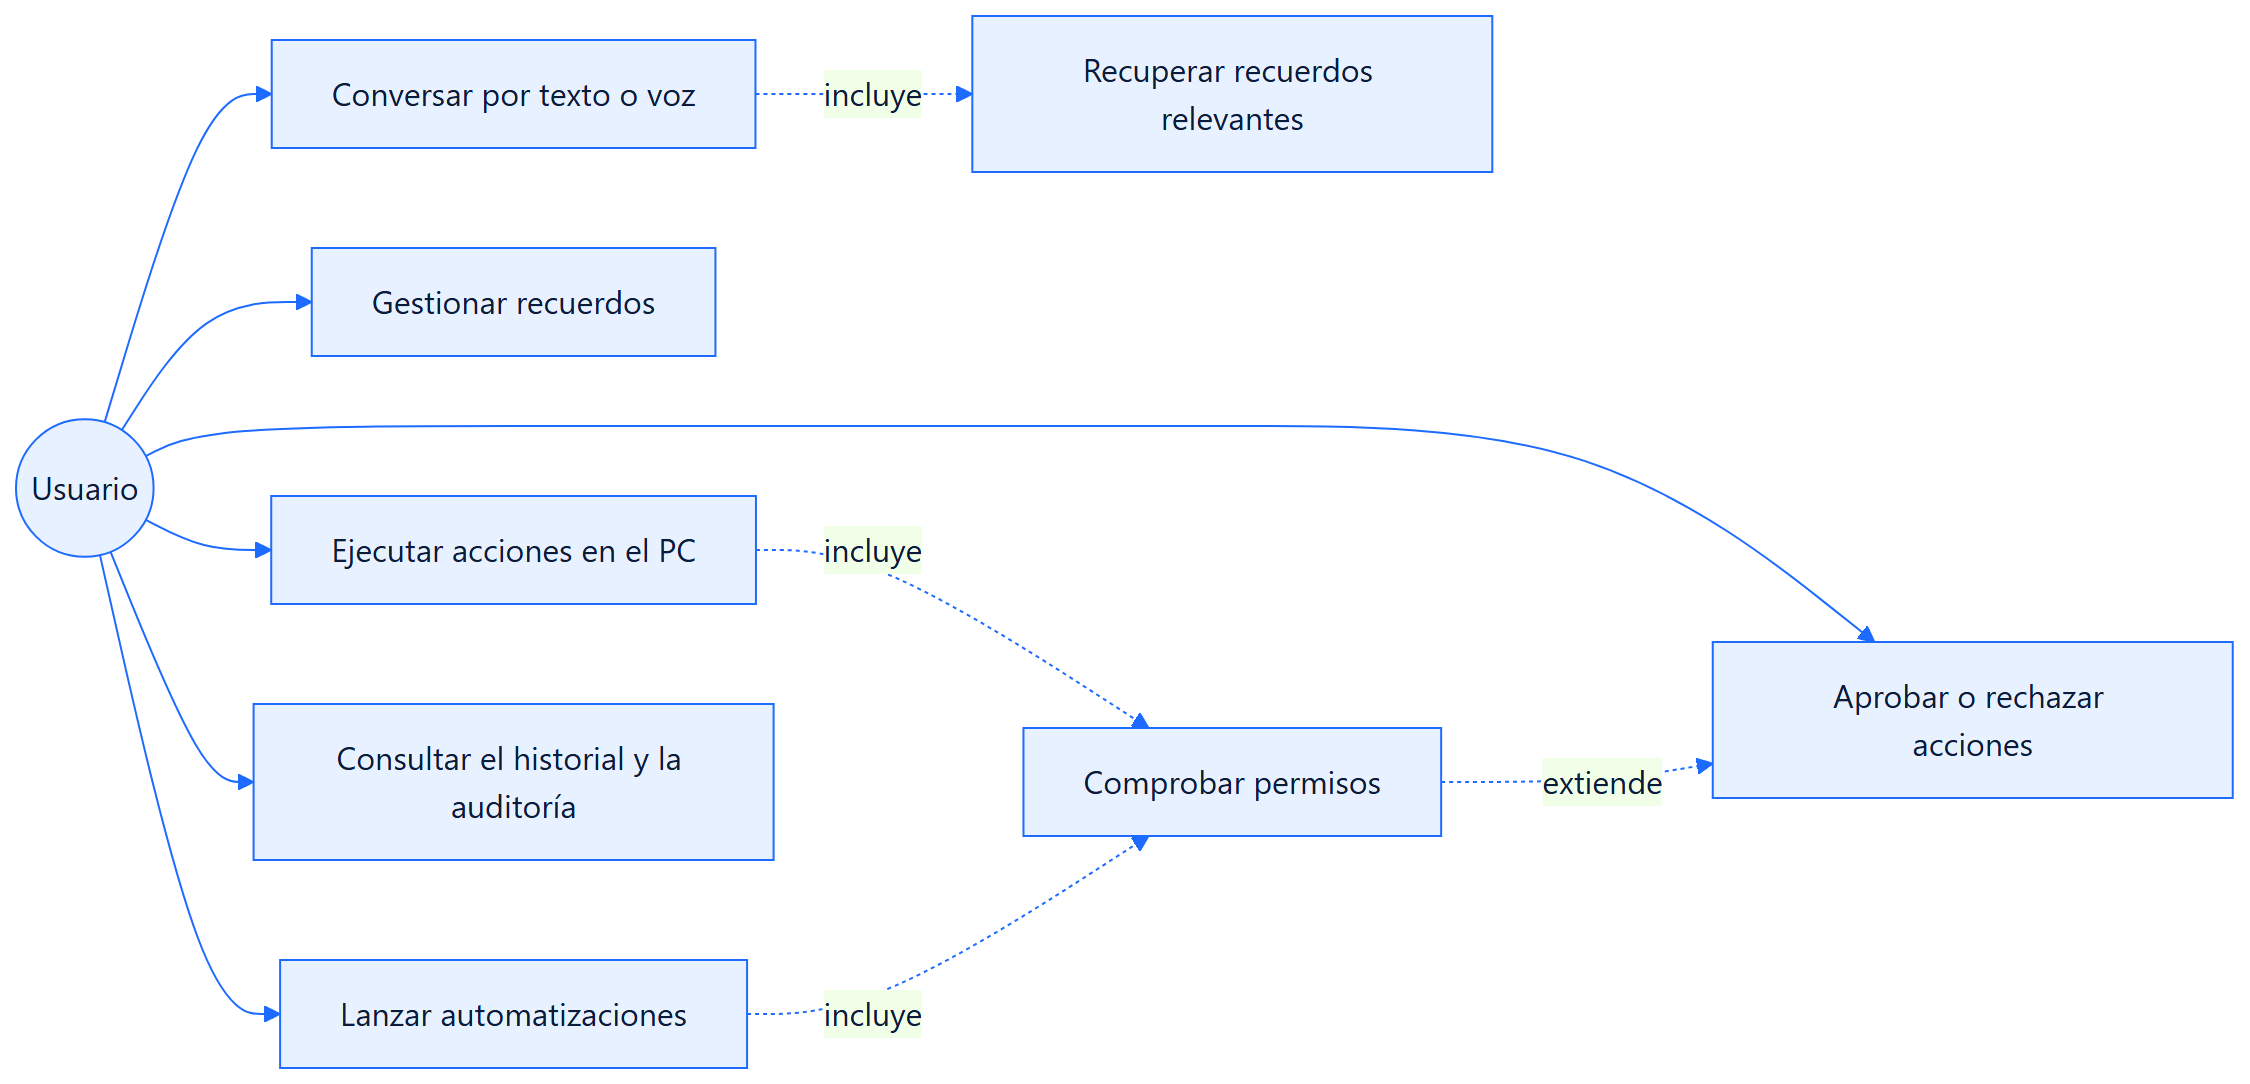 Conversar por texto o voz
incluye
Recuperar recuerdos
relevantes
Gestionar recuerdos
Usuario
Ejecutar acciones en el PC
incluye
Consultar el historial y la
auditoría
Comprobar permisos
extiende
Aprobar o rechazar
acciones
Lanzar automatizaciones
incluye